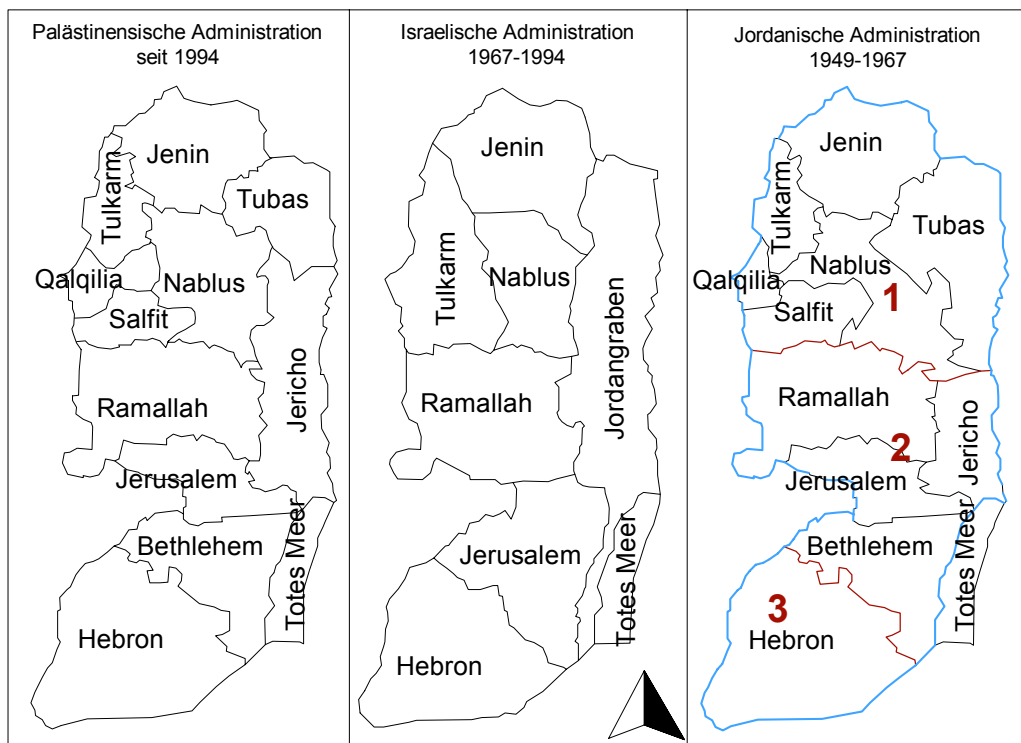 Palästinensische Administration
seit 1994
Jenin
Tulkarm
Tubas
Qalqilia
Nablus
Salfit
Ramallah
Jericho
Jerusalem
Bethlehem
Totes Meer
Hebron
Israelische Administration
1967-1994
Jenin
Tulkarm
Nablus
Jordangraben
Ramallah
Jerusalem
Totes Meer
Hebron
Jordanische Administration
1949-1967
Jenin
Tulkarm
Tubas
Nablus
Qalqilia
1
Salfit
Ramallah
2
Jericho
Jerusalem
Bethlehem
Totes Meer
3
Hebron